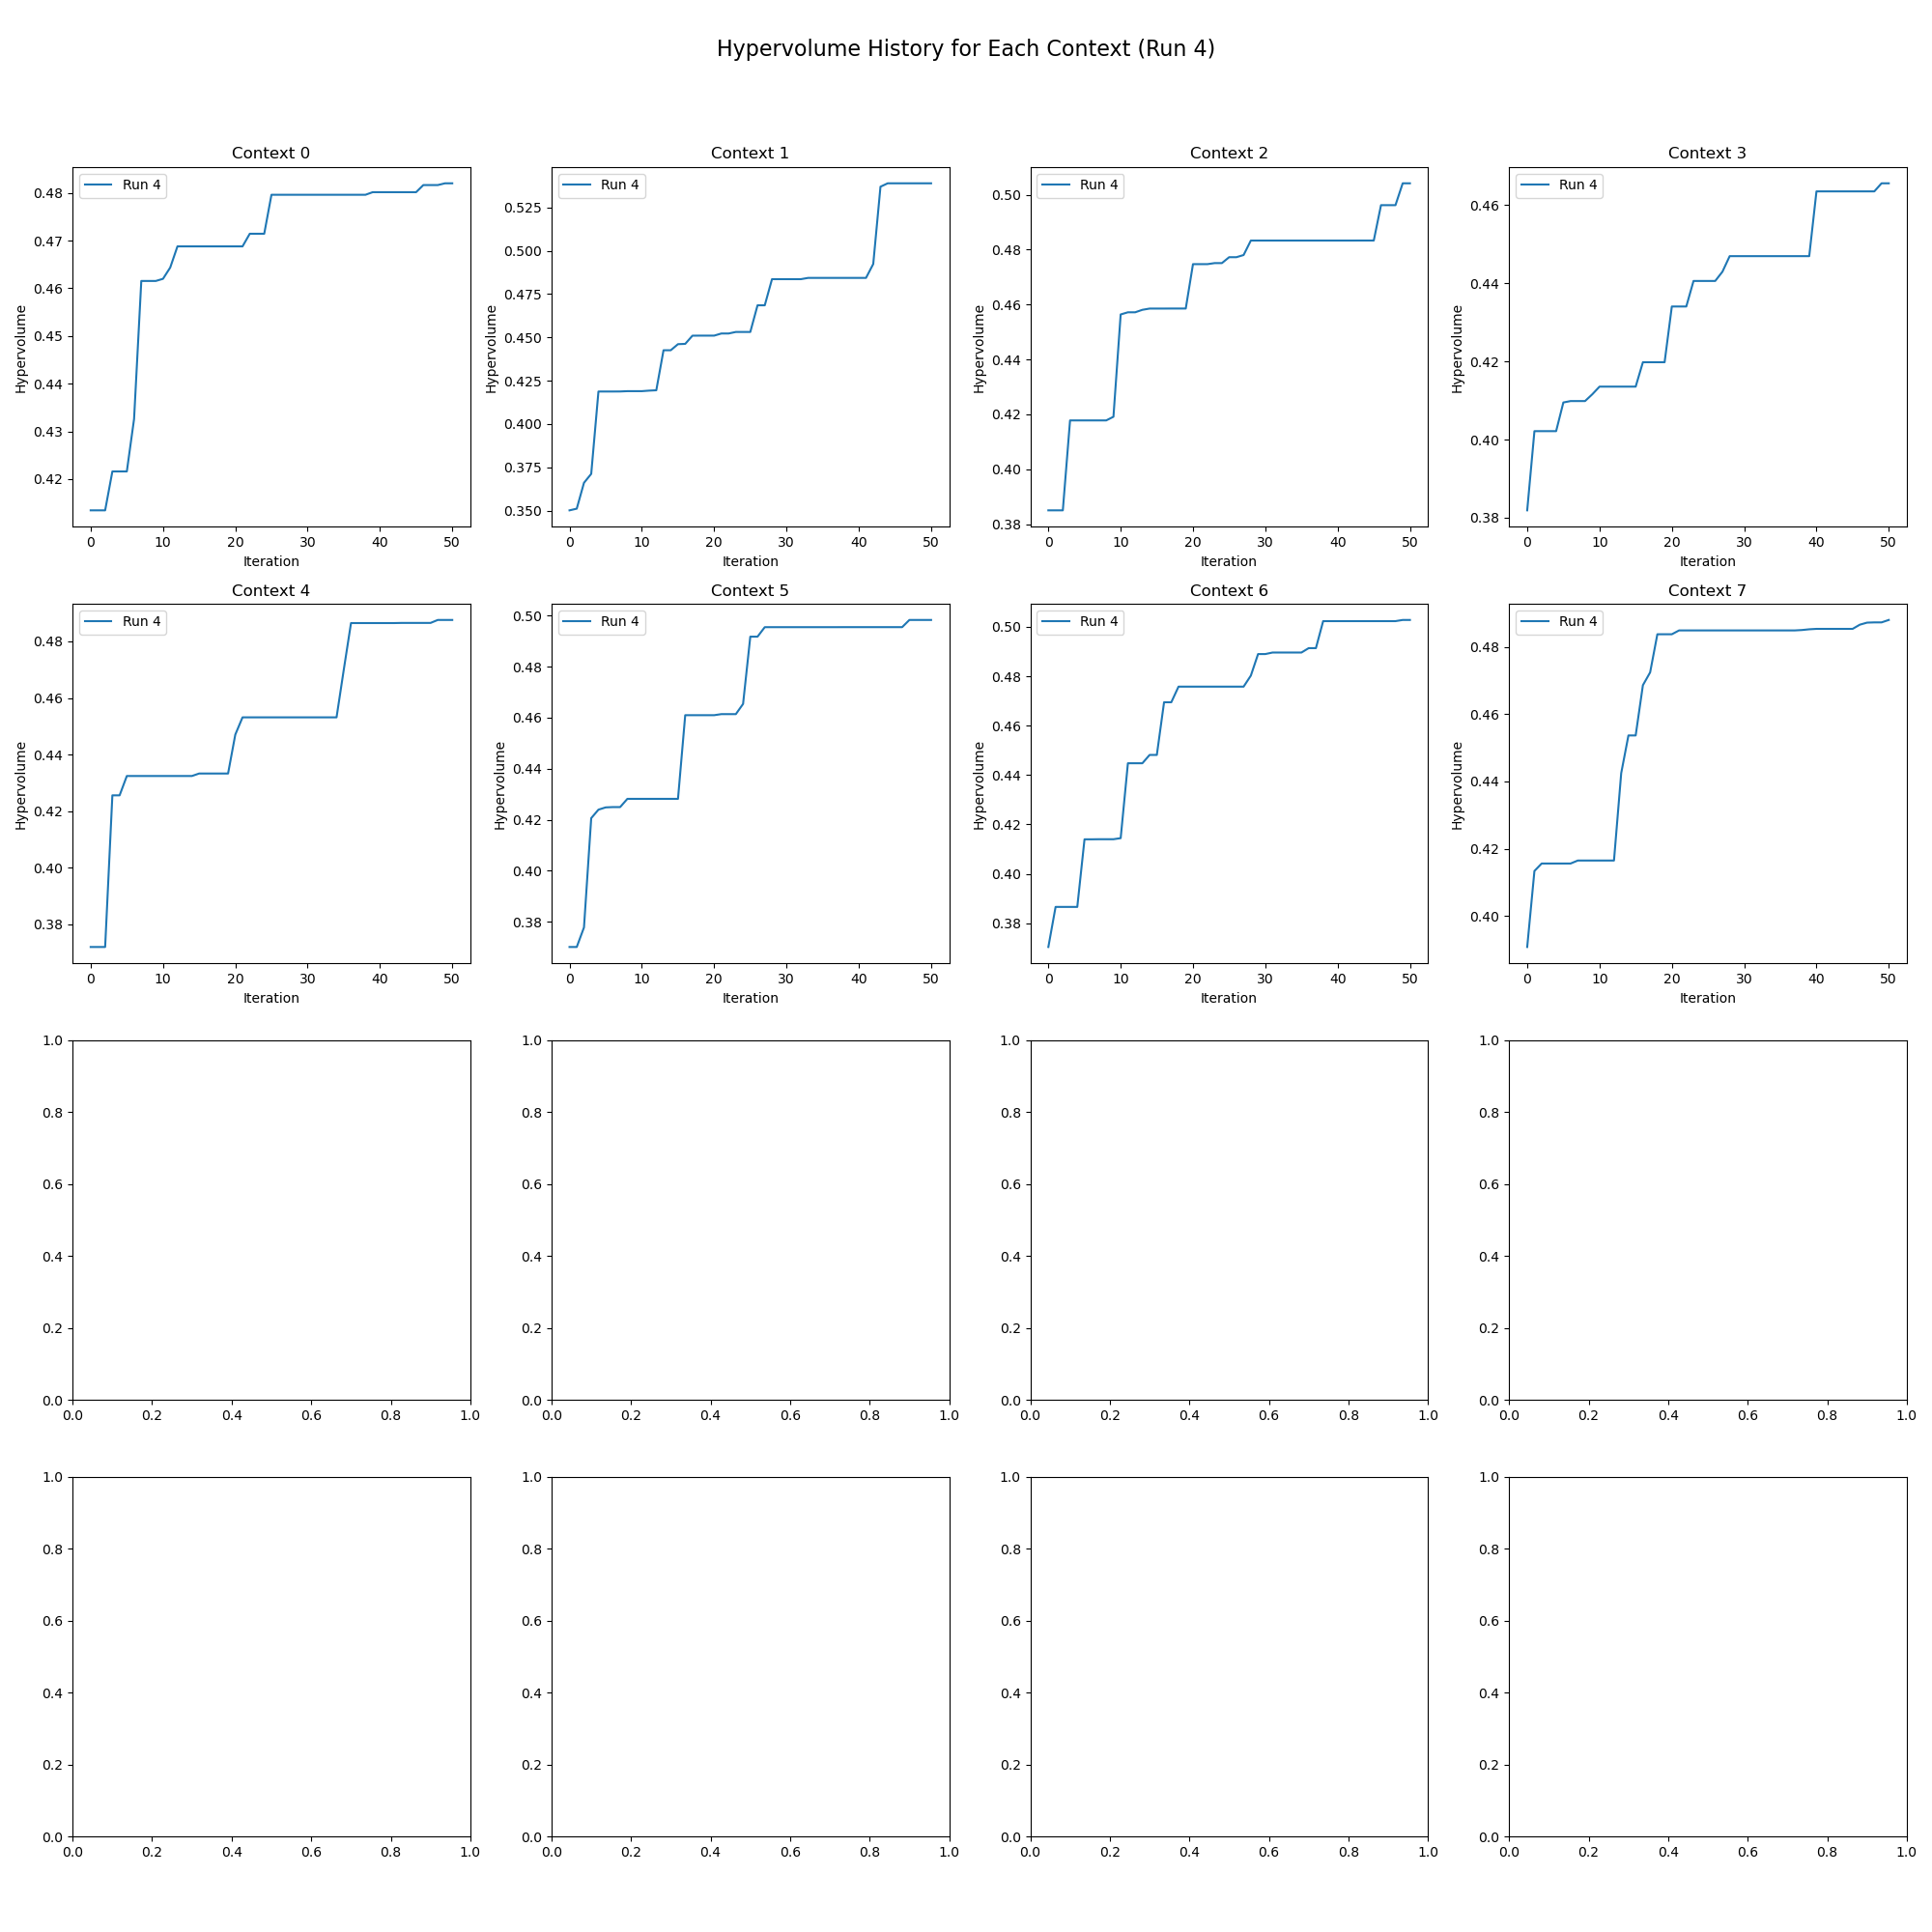 Hypervolume History for Each Context (Run 4)
Context 0
Run 4
0.48
0.47
0.46
0.45
0.44
0.43
0.42
Hypervolume
0 10 20 30 40 50
Iteration
Context 1
Run 4
0.525
0.500
0.475
0.450
0.425
0.400
0.375
0.350
Hypervolume
0 10 20 30 40 50
Iteration
Context 2
Run 4
0.50
0.48
0.46
0.44
0.42
0.40
0.38
Hypervolume
0 10 20 30 40 50
Iteration
Context 3
Run 4
0.46
0.44
0.42
0.40
0.38
Hypervolume
0 10 20 30 40 50
Iteration
Context 4
Run 4
0.48
0.46
0.44
0.42
0.40
0.38
Hypervolume
0 10 20 30 40 50
Iteration
Context 5
Run 4
0.50
0.48
0.46
0.44
0.42
0.40
0.38
Hypervolume
0 10 20 30 40 50
Iteration
Context 6
Run 4
0.50
0.48
0.46
0.44
0.42
0.40
0.38
Hypervolume
0 10 20 30 40 50
Iteration
Context 7
Run 4
0.48
0.46
0.44
0.42
0.40
Hypervolume
0 10 20 30 40 50
Iteration
1.0
0.8
0.6
0.4
0.2
0.0
0.0 0.2 0.4 0.6 0.8 1.0
1.0
0.8
0.6
0.4
0.2
0.0
0.0 0.2 0.4 0.6 0.8 1.0
1.0
0.8
0.6
0.4
0.2
0.0
0.0 0.2 0.4 0.6 0.8 1.0
1.0
0.8
0.6
0.4
0.2
0.0
0.0 0.2 0.4 0.6 0.8 1.0
1.0
0.8
0.6
0.4
0.2
0.0
0.0 0.2 0.4 0.6 0.8 1.0
1.0
0.8
0.6
0.4
0.2
0.0
0.0 0.2 0.4 0.6 0.8 1.0
1.0
0.8
0.6
0.4
0.2
0.0
0.0 0.2 0.4 0.6 0.8 1.0
1.0
0.8
0.6
0.4
0.2
0.0
0.0 0.2 0.4 0.6 0.8 1.0